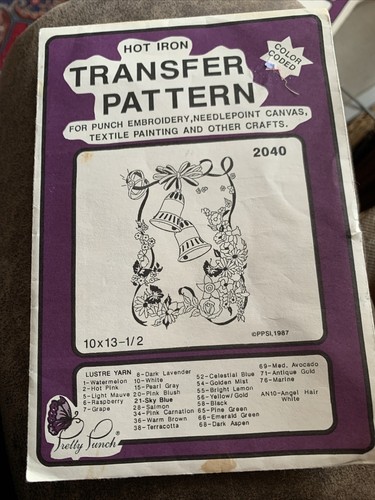 HOT IRON
TRANSFER
PATTERN
COLOR
CODED
FOR PUNCH EMBROIDERY, NEEDLEPOINT CANVAS,
TEXTILE PAINTING AND OTHER CRAFTS.
2040
©PPSI,1987
10x13-1/2
LUSTRE YARN
1-Watermelon
2-Hot Pink
5-Light Mauve
6-Raspberry
7-Grape
8-Dark Lavender
10-White
15-Pearl Gray
20-Pink Blush
21-Sky Blue
28-Salmon
34-Pink Carnation
36-Warm Brown
38-Terracotta
52-Celestial Blue
54-Golden Mist
55-Bright Lemon
56-Yellow/Gold
58-Black
65-Pine Green
66-Emerald Green
68-Dark Aspen
69-Med. Avocado
71-Antique Gold
76-Marine
AN10-Angel Hair
White
Pretty Punch®